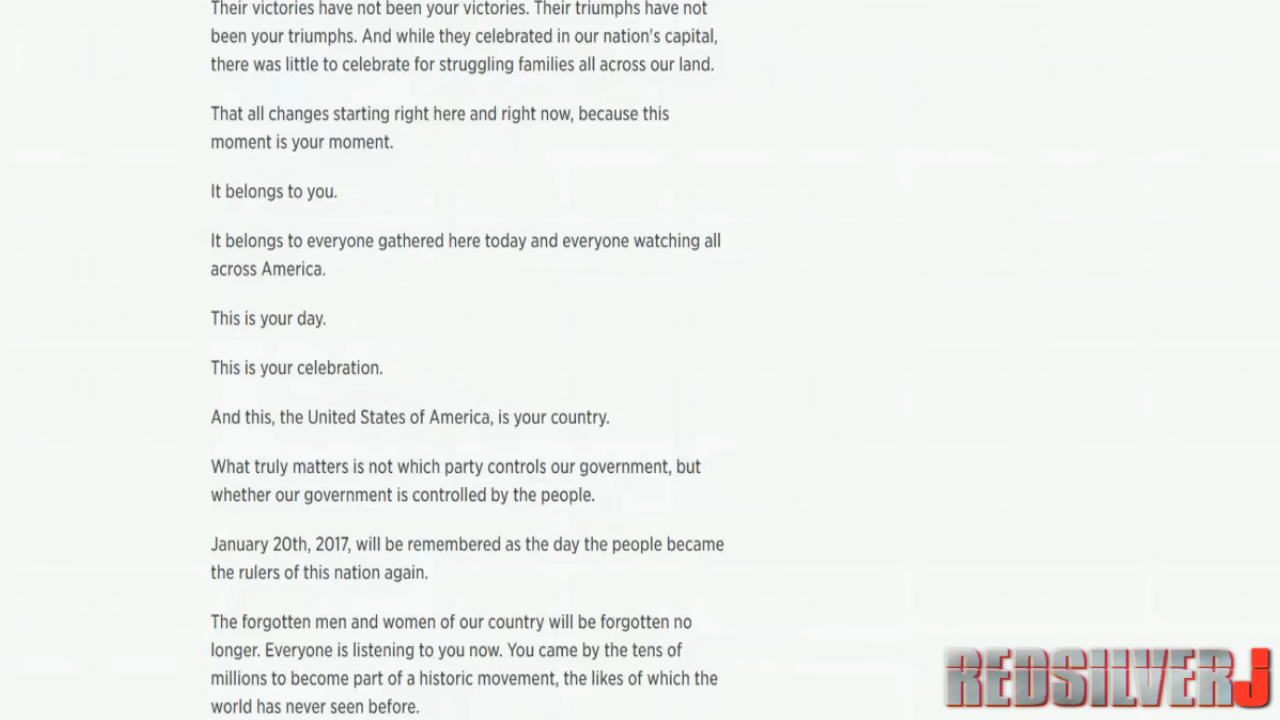 Their victories have not been your victories. Their triumphs have not
been your triumphs. And while they celebrated in our nation's capital,
there was little to celebrate for struggling families all across our land.
That all changes starting right here and right now, because this
moment is your moment.
It belongs to you.
It belongs to everyone gathered here today and everyone watching all
across America.
This is your day.
This is your celebration.
And this, the United States of America, is your country.
What truly matters is not which party controls our government, but
whether our government is controlled by the people.
January 20th, 2017, will be remembered as the day the people became
the rulers of this nation again.
The forgotten men and women of our country will be forgotten no
longer. Everyone is listening to you now. You came by the tens of
millions to become part of a historic movement, the likes of which the
world has never seen before.
REDSiLVERJ